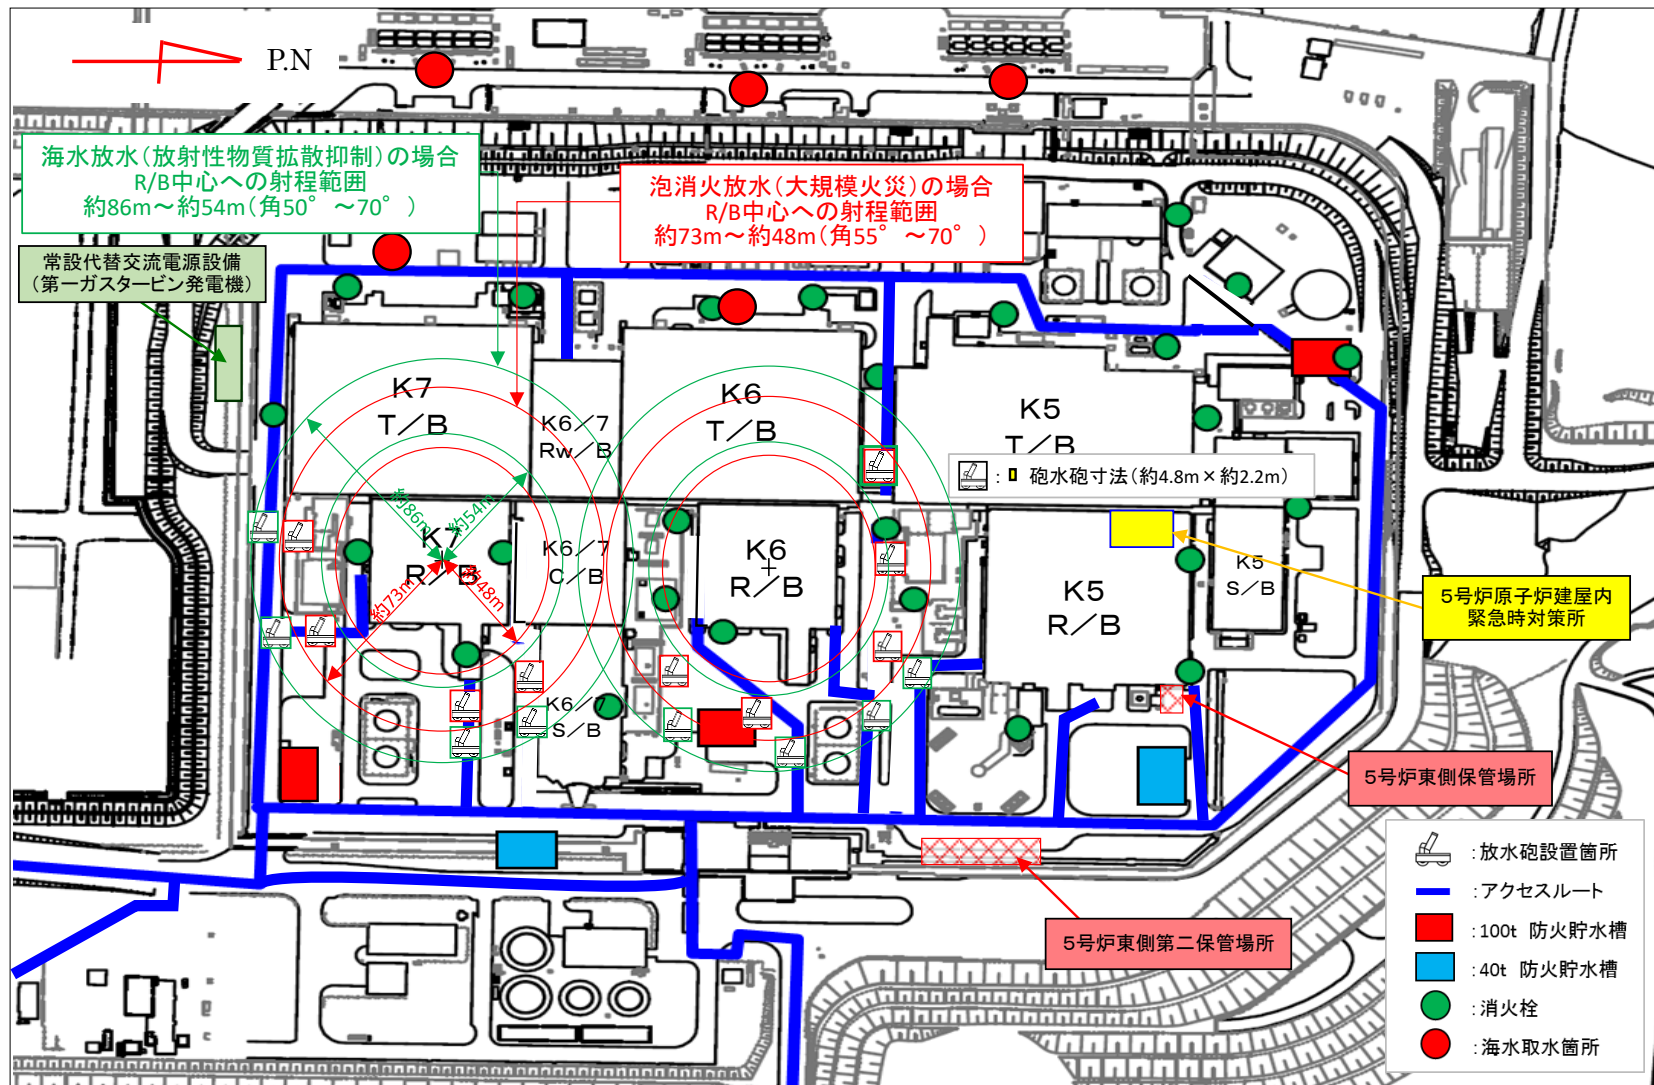 P.N
海水放水(放射性物質拡散抑制)の場合
R/B中心への射程範囲
約86m～約54m(角50°～70°)
泡消火放水(大規模火災)の場合
R/B中心への射程範囲
約73m～約48m(角55°～70°)
常設代替交流電源設備
(第一ガスタービン発電機)
K7
T/B
K6/7
Rw/B
K6
T/B
K5
T/B
: 砲水砲寸法(約4.8m×約2.2m)
約86m
約54m
K7
R/B
約73m
約48m
K6/7
C/B
K6
R/B
K5
R/B
K5
S/B
K6/7
S/B
5号炉原子炉建屋内
緊急時対策所
5号炉東側保管場所
5号炉東側第二保管場所
:放水砲設置箇所
:アクセスルート
:100t 防火貯水槽
:40t 防火貯水槽
:消火栓
:海水取水箇所